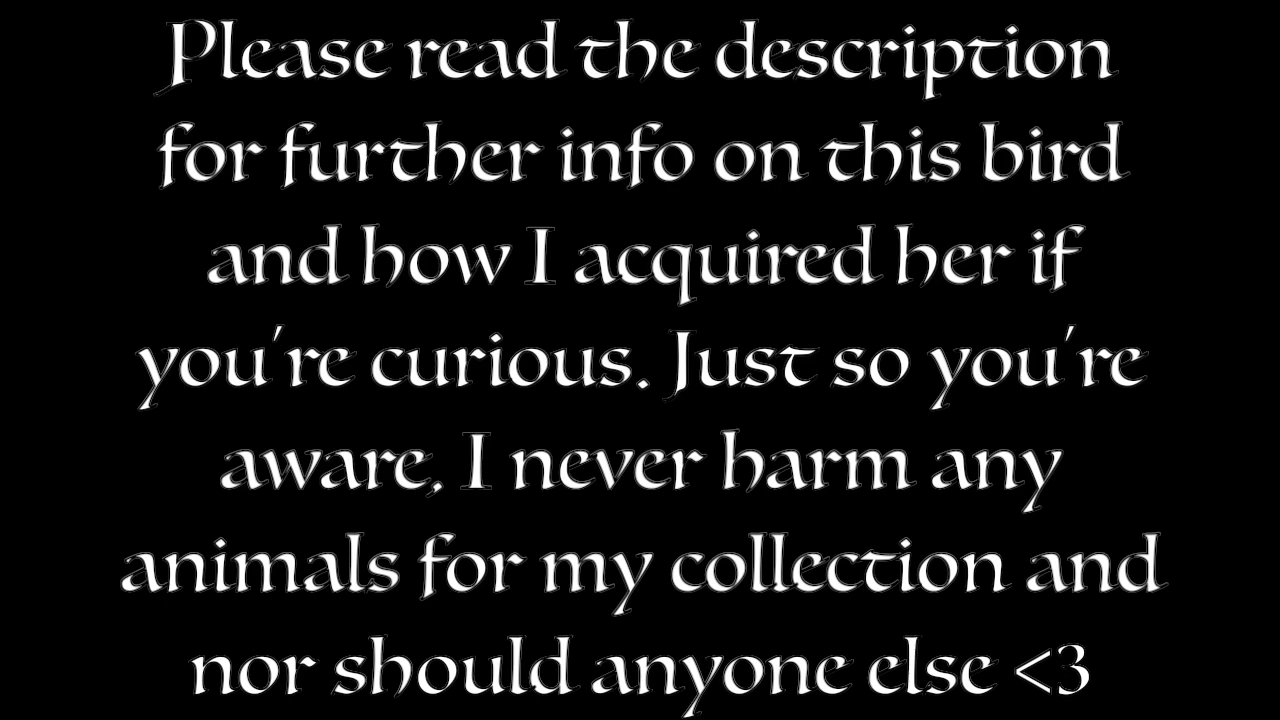 Please read the description
for further info on this bird
and how I acquired her if
you're curious. Just so you're
aware, I never harm any
animals for my collection and
nor should anyone else <3